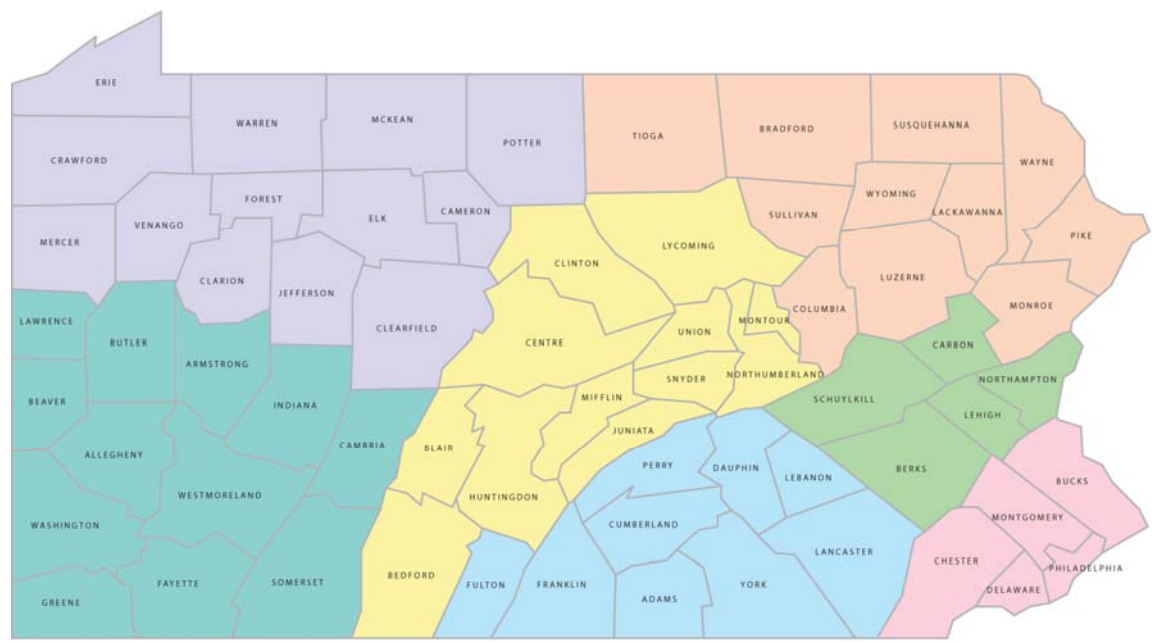 ERIE
WARREN
MCKEAN
POTTER
TIOGA
BRADFORD
SUSQUEHANNA
WAYNE
CRAWFORD
FOREST
VENANGO
ELK
CAMERON
SULLIVAN
WYOMING
LACKAWANNA
PIKE
MERCER
CLARION
JEFFERSON
CLINTON
LYCOMING
LUZERNE
MONROE
LAWRENCE
BUTLER
ARMSTRONG
CLEARFIELD
CENTRE
UNION
MONTOUR
COLUMBIA
CARBON
BEAVER
INDIANA
MIFFLIN
SNYDER
NORTHUMBERLAND
SCHUYLKILL
NORTHAMPTON
LEHIGH
ALLEGHENY
CAMBRIA
BLAIR
JUNIATA
PERRY
DAUPHIN
LEBANON
BERKS
BUCKS
WESTMORELAND
HUNTINGDON
WASHINGTON
CUMBERLAND
MONTGOMERY
LANCASTER
CHESTER
PHILADELPHIA
GREENE
FAYETTE
SOMERSET
BEDFORD
FULTON
FRANKLIN
ADAMS
YORK
DELAWARE